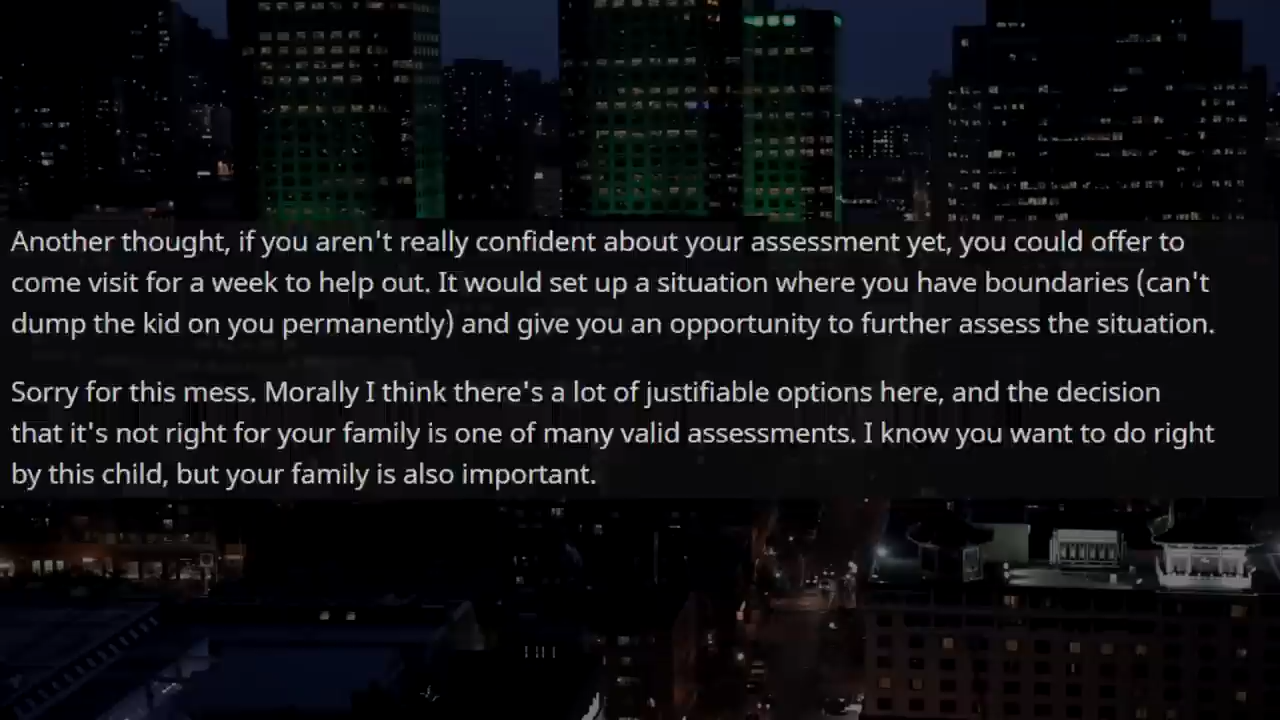 Another thought, if you aren't really confident about your assessment yet, you could offer to
come visit for a week to help out. It would set up a situation where you have boundaries (can't
dump the kid on you permanently) and give you an opportunity to further assess the situation.
Sorry for this mess. Morally I think there's a lot of justifiable options here, and the decision
that it's not right for your family is one of many valid assessments. I know you want to do right
by this child, but your family is also important.